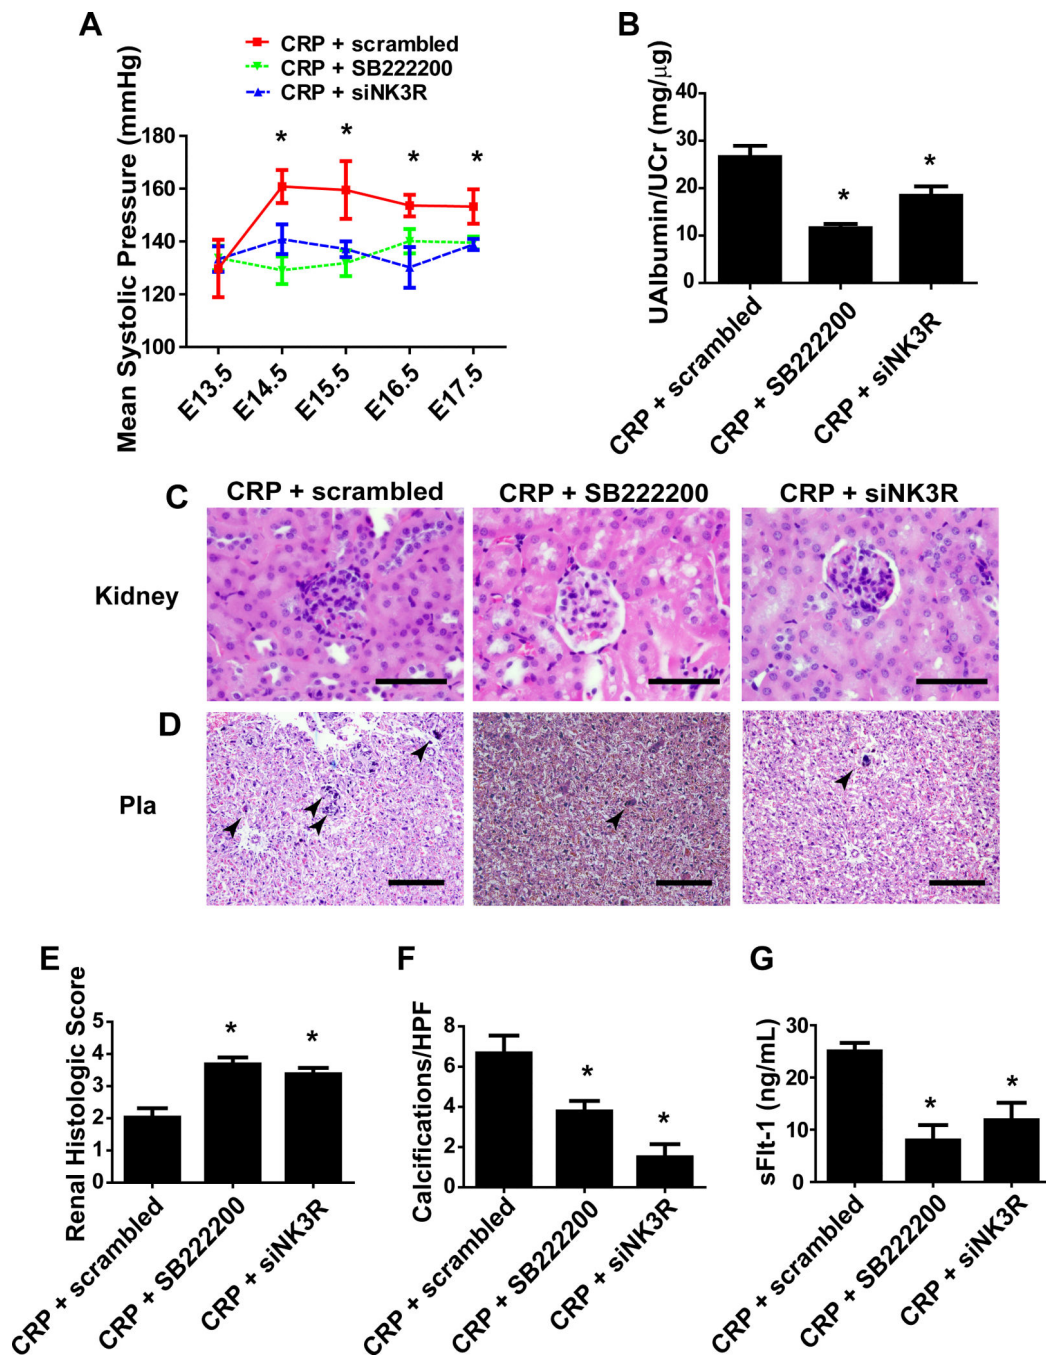 A
CRP + scrambled
CRP + SB222200
CRP + siNK3R
Mean Systolic Pressure (mmHg)
180
160
140
120
100
* * * *
E13.5 E14.5 E15.5 E16.5 E17.5
B
UAlbumin/UCr (mg/µg)
40
30
20
10
0
* *
CRP + scrambled
CRP + SB222200
CRP + siNK3R
C
CRP + scrambled CRP + SB222200 CRP + siNK3R
Kidney
D
Pla
E
Renal Histologic Score
5
4
3
2
1
0
* *
CRP + scrambled
CRP + SB222200
CRP + siNK3R
F
Calcifications/HPF
8
6
4
2
0
* *
CRP + scrambled
CRP + SB222200
CRP + siNK3R
G
sFlt-1 (ng/mL)
30
20
10
0
* *
CRP + scrambled
CRP + SB222200
CRP + siNK3R